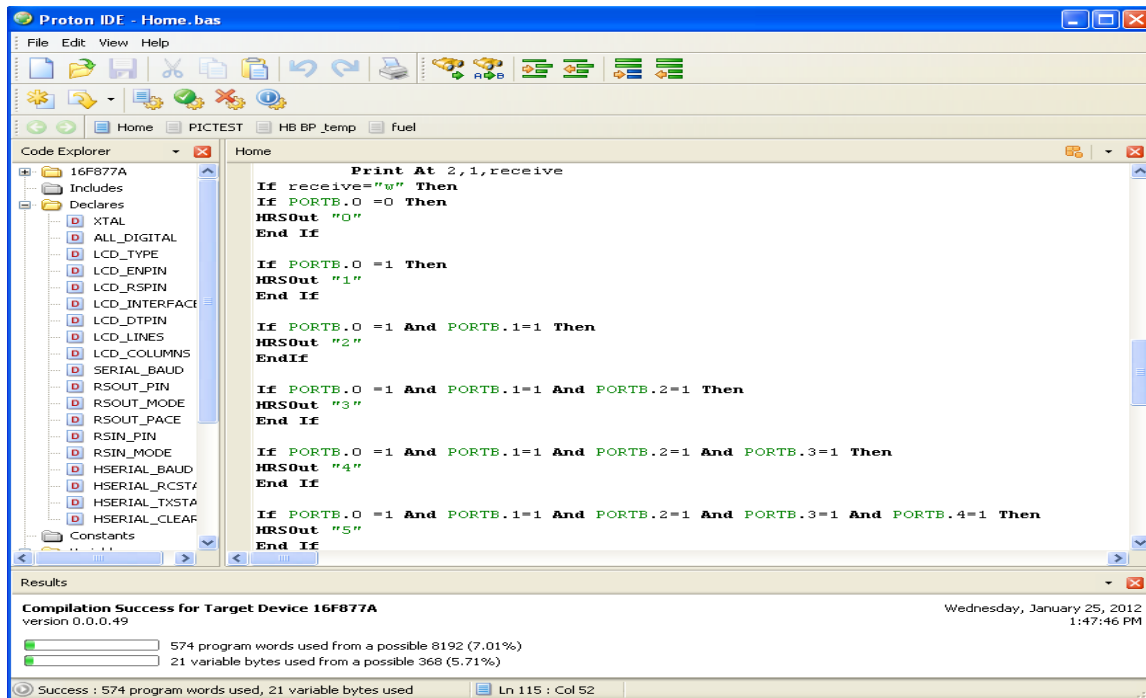 Proton IDE - Home.bas
File Edit View Help
Home PICTEST HB BP_temp fuel
Code Explorer
16F877A
Includes
Declares
XTAL
ALL_DIGITAL
LCD_TYPE
LCD_ENPIN
LCD_RSPIN
LCD_INTERFACE
LCD_DTPIN
LCD_LINES
LCD_COLUMNS
SERIAL_BAUD
RSOUT_PIN
RSOUT_MODE
RSOUT_PACE
RSIN_PIN
RSIN_MODE
HSERIAL_BAUD
HSERIAL_RCSTA
HSERIAL_TXSTA
HSERIAL_CLEAR
Constants
Home
Print At 2,1,receive
If receive="w" Then
If PORTB.0 =0 Then
HRSOut "0"
End If
If PORTB.0 =1 Then
HRSOut "1"
End If
If PORTB.0 =1 And PORTB.1=1 Then
HRSOut "2"
EndIf
If PORTB.0 =1 And PORTB.1=1 And PORTB.2=1 Then
HRSOut "3"
End If
If PORTB.0 =1 And PORTB.1=1 And PORTB.2=1 And PORTB.3=1 Then
HRSOut "4"
End If
If PORTB.0 =1 And PORTB.1=1 And PORTB.2=1 And PORTB.3=1 And PORTB.4=1 Then
HRSOut "5"
End If
Results
Compilation Success for Target Device 16F877A
version 0.0.0.49
Wednesday, January 25, 2012
1:47:46 PM
574 program words used from a possible 8192 (7.01%)
21 variable bytes used from a possible 368 (5.71%)
Success : 574 program words used, 21 variable bytes used
Ln 115 : Col 52